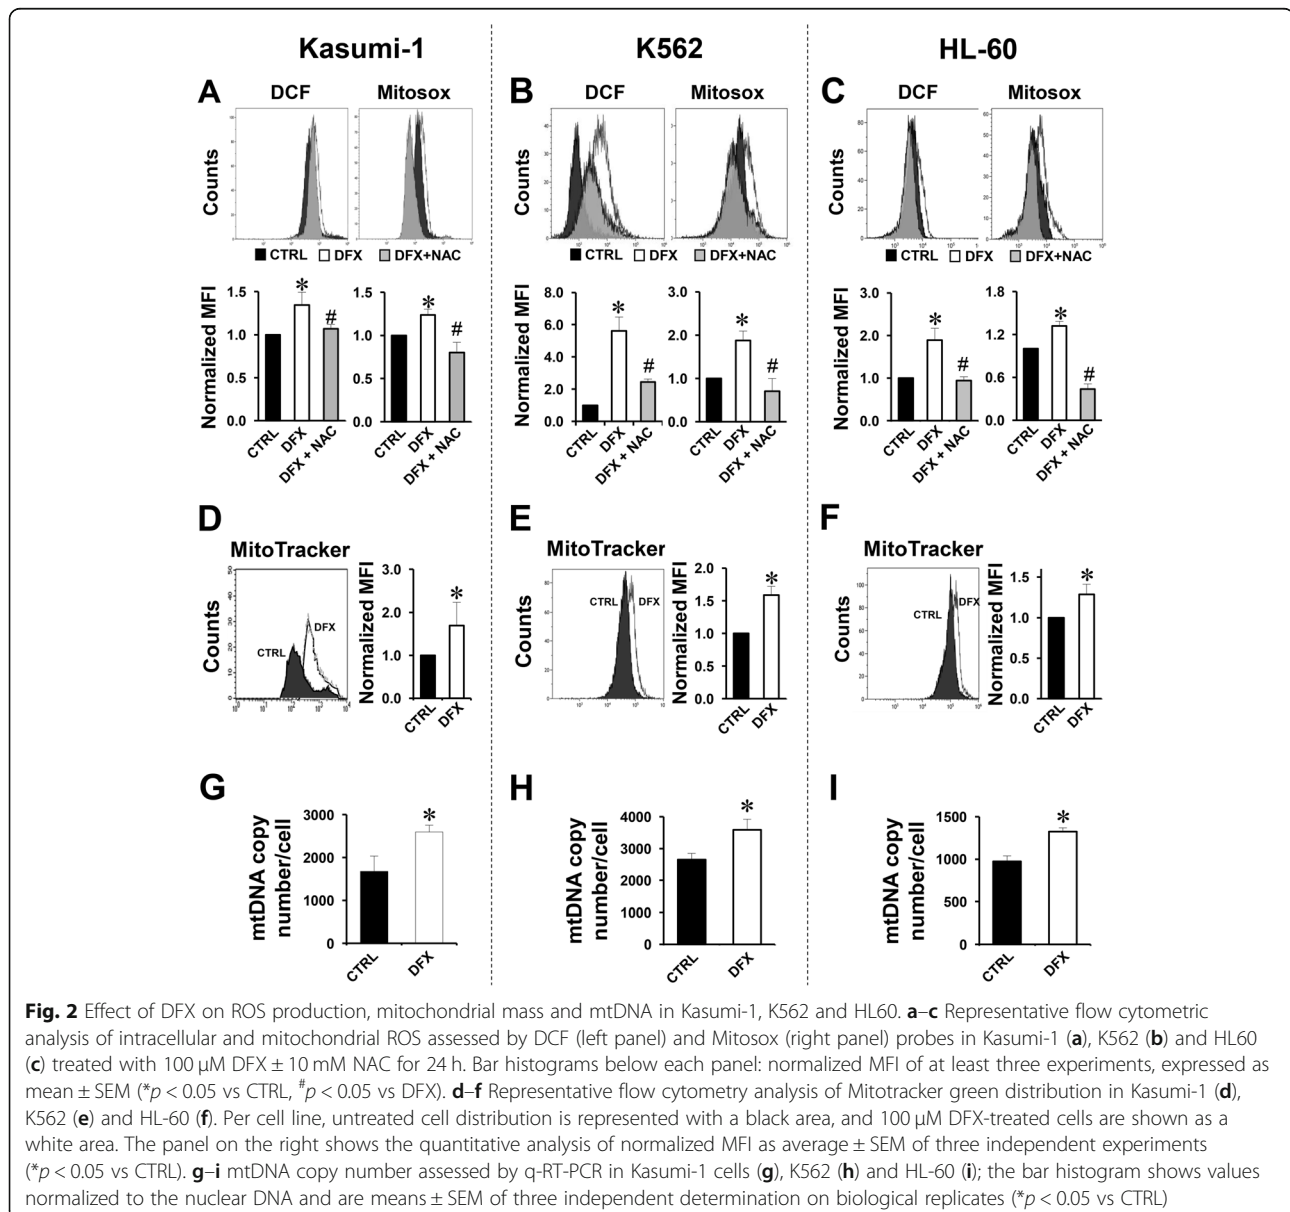 Kasumi-1
K562
HL-60
A
DCF
Mitosox
Counts
CTRL DFX DFX+NAC
Normalized MFI
1.5
1.0
0.5
0.0
*
#
CTRL
DFX
DFX + NAC
1.5
1.0
0.5
0.0
*
#
CTRL
DFX
DFX + NAC
B
DCF
Mitosox
Counts
CTRL DFX DFX+NAC
Normalized MFI
8.0
6.0
4.0
2.0
0.0
*
#
CTRL
DFX
DFX + NAC
3.0
2.0
1.0
0.0
*
#
CTRL
DFX
DFX + NAC
C
DCF
Mitosox
Counts
CTRL DFX DFX+NAC
Normalized MFI
3.0
2.0
1.0
0.0
*
#
CTRL
DFX
DFX + NAC
1.8
1.2
0.6
0.0
*
#
CTRL
DFX
DFX + NAC
D
MitoTracker
Counts
CTRL
DFX
Normalized MFI
3.0
2.0
1.0
0.0
*
CTRL
DFX
E
MitoTracker
Counts
CTRL
DFX
Normalized MFI
2.0
1.5
1.0
0.5
0.0
*
CTRL
DFX
F
MitoTracker
Counts
CTRL
DFX
Normalized MFI
1.5
1.0
0.5
0.0
*
CTRL
DFX
G
mtDNA copy
number/cell
3000
2000
1000
0
*
CTRL
DFX
H
mtDNA copy
number/cell
4000
3000
2000
1000
0
*
CTRL
DFX
I
mtDNA copy
number/cell
1500
1000
500
0
*
CTRL
DFX
Fig. 2 Effect of DFX on ROS production, mitochondrial mass and mtDNA in Kasumi-1, K562 and HL60. a–c Representative flow cytometric
analysis of intracellular and mitochondrial ROS assessed by DCF (left panel) and Mitosox (right panel) probes in Kasumi-1 (a), K562 (b) and HL60
(c) treated with 100 μM DFX ± 10 mM NAC for 24 h. Bar histograms below each panel: normalized MFI of at least three experiments, expressed as
mean ± SEM (*p < 0.05 vs CTRL, #p < 0.05 vs DFX). d–f Representative flow cytometry analysis of Mitotracker green distribution in Kasumi-1 (d),
K562 (e) and HL-60 (f). Per cell line, untreated cell distribution is represented with a black area, and 100 μM DFX-treated cells are shown as a
white area. The panel on the right shows the quantitative analysis of normalized MFI as average ± SEM of three independent experiments
(*p < 0.05 vs CTRL). g–i mtDNA copy number assessed by q-RT-PCR in Kasumi-1 cells (g), K562 (h) and HL-60 (i); the bar histogram shows values
normalized to the nuclear DNA and are means ± SEM of three independent determination on biological replicates (*p < 0.05 vs CTRL)